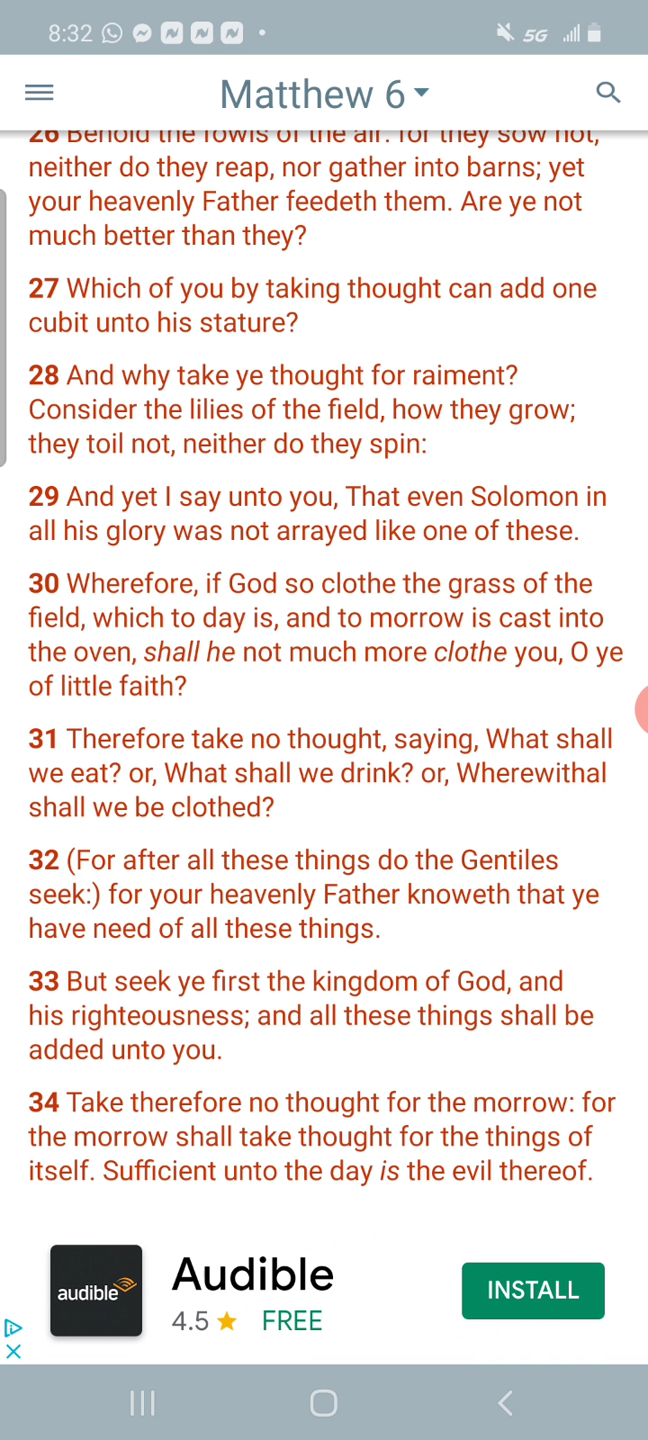 8:32
5G
Matthew 6
26 Behold the fowls of the air: for they sow not,
neither do they reap, nor gather into barns; yet
your heavenly Father feedeth them. Are ye not
much better than they?
27 Which of you by taking thought can add one
cubit unto his stature?
28 And why take ye thought for raiment?
Consider the lilies of the field, how they grow;
they toil not, neither do they spin:
29 And yet I say unto you, That even Solomon in
all his glory was not arrayed like one of these.
30 Wherefore, if God so clothe the grass of the
field, which to day is, and to morrow is cast into
the oven, shall he not much more clothe you, O ye
of little faith?
31 Therefore take no thought, saying, What shall
we eat? or, What shall we drink? or, Wherewithal
shall we be clothed?
32 (For after all these things do the Gentiles
seek:) for your heavenly Father knoweth that ye
have need of all these things.
33 But seek ye first the kingdom of God, and
his righteousness; and all these things shall be
added unto you.
34 Take therefore no thought for the morrow: for
the morrow shall take thought for the things of
itself. Sufficient unto the day is the evil thereof.
audible
Audible
4.5 ★ FREE
INSTALL